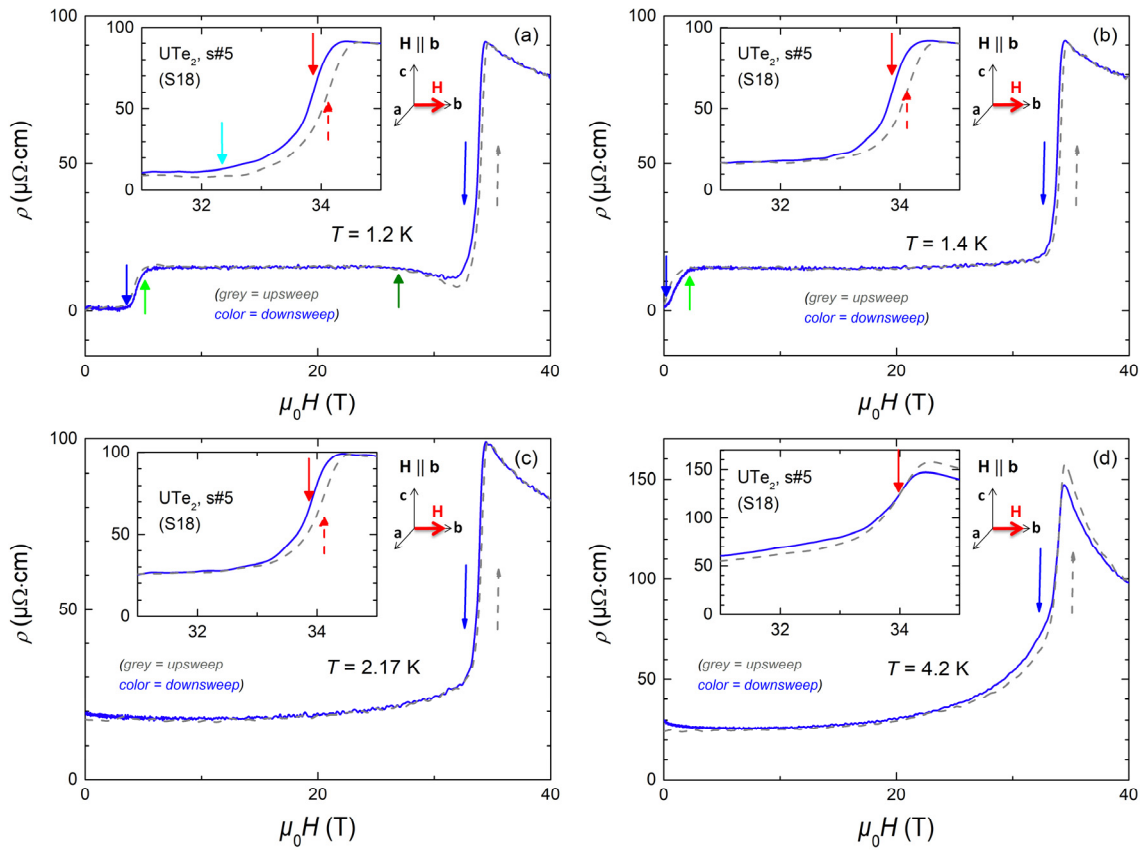 100
50
0
ρ (μΩ·cm)
0
20
40
μ₀H (T)
(a)
100
50
0
32
34
UTe₂, s#5
(S18)
H || b
c
H
a
b
T = 1.2 K
(grey = upsweep
color = downsweep)
100
50
0
ρ (μΩ·cm)
0
20
40
μ₀H (T)
(b)
100
50
0
32
34
UTe₂, s#5
(S18)
H || b
c
H
a
b
T = 1.4 K
(grey = upsweep
color = downsweep)
100
50
0
ρ (μΩ·cm)
0
20
40
μ₀H (T)
(c)
100
50
0
32
34
UTe₂, s#5
(S18)
H || b
c
H
a
b
T = 2.17 K
(grey = upsweep
color = downsweep)
150
100
50
0
ρ (μΩ·cm)
0
20
40
μ₀H (T)
(d)
150
100
50
0
32
34
UTe₂, s#5
(S18)
H || b
c
H
a
b
T = 4.2 K
(grey = upsweep
color = downsweep)